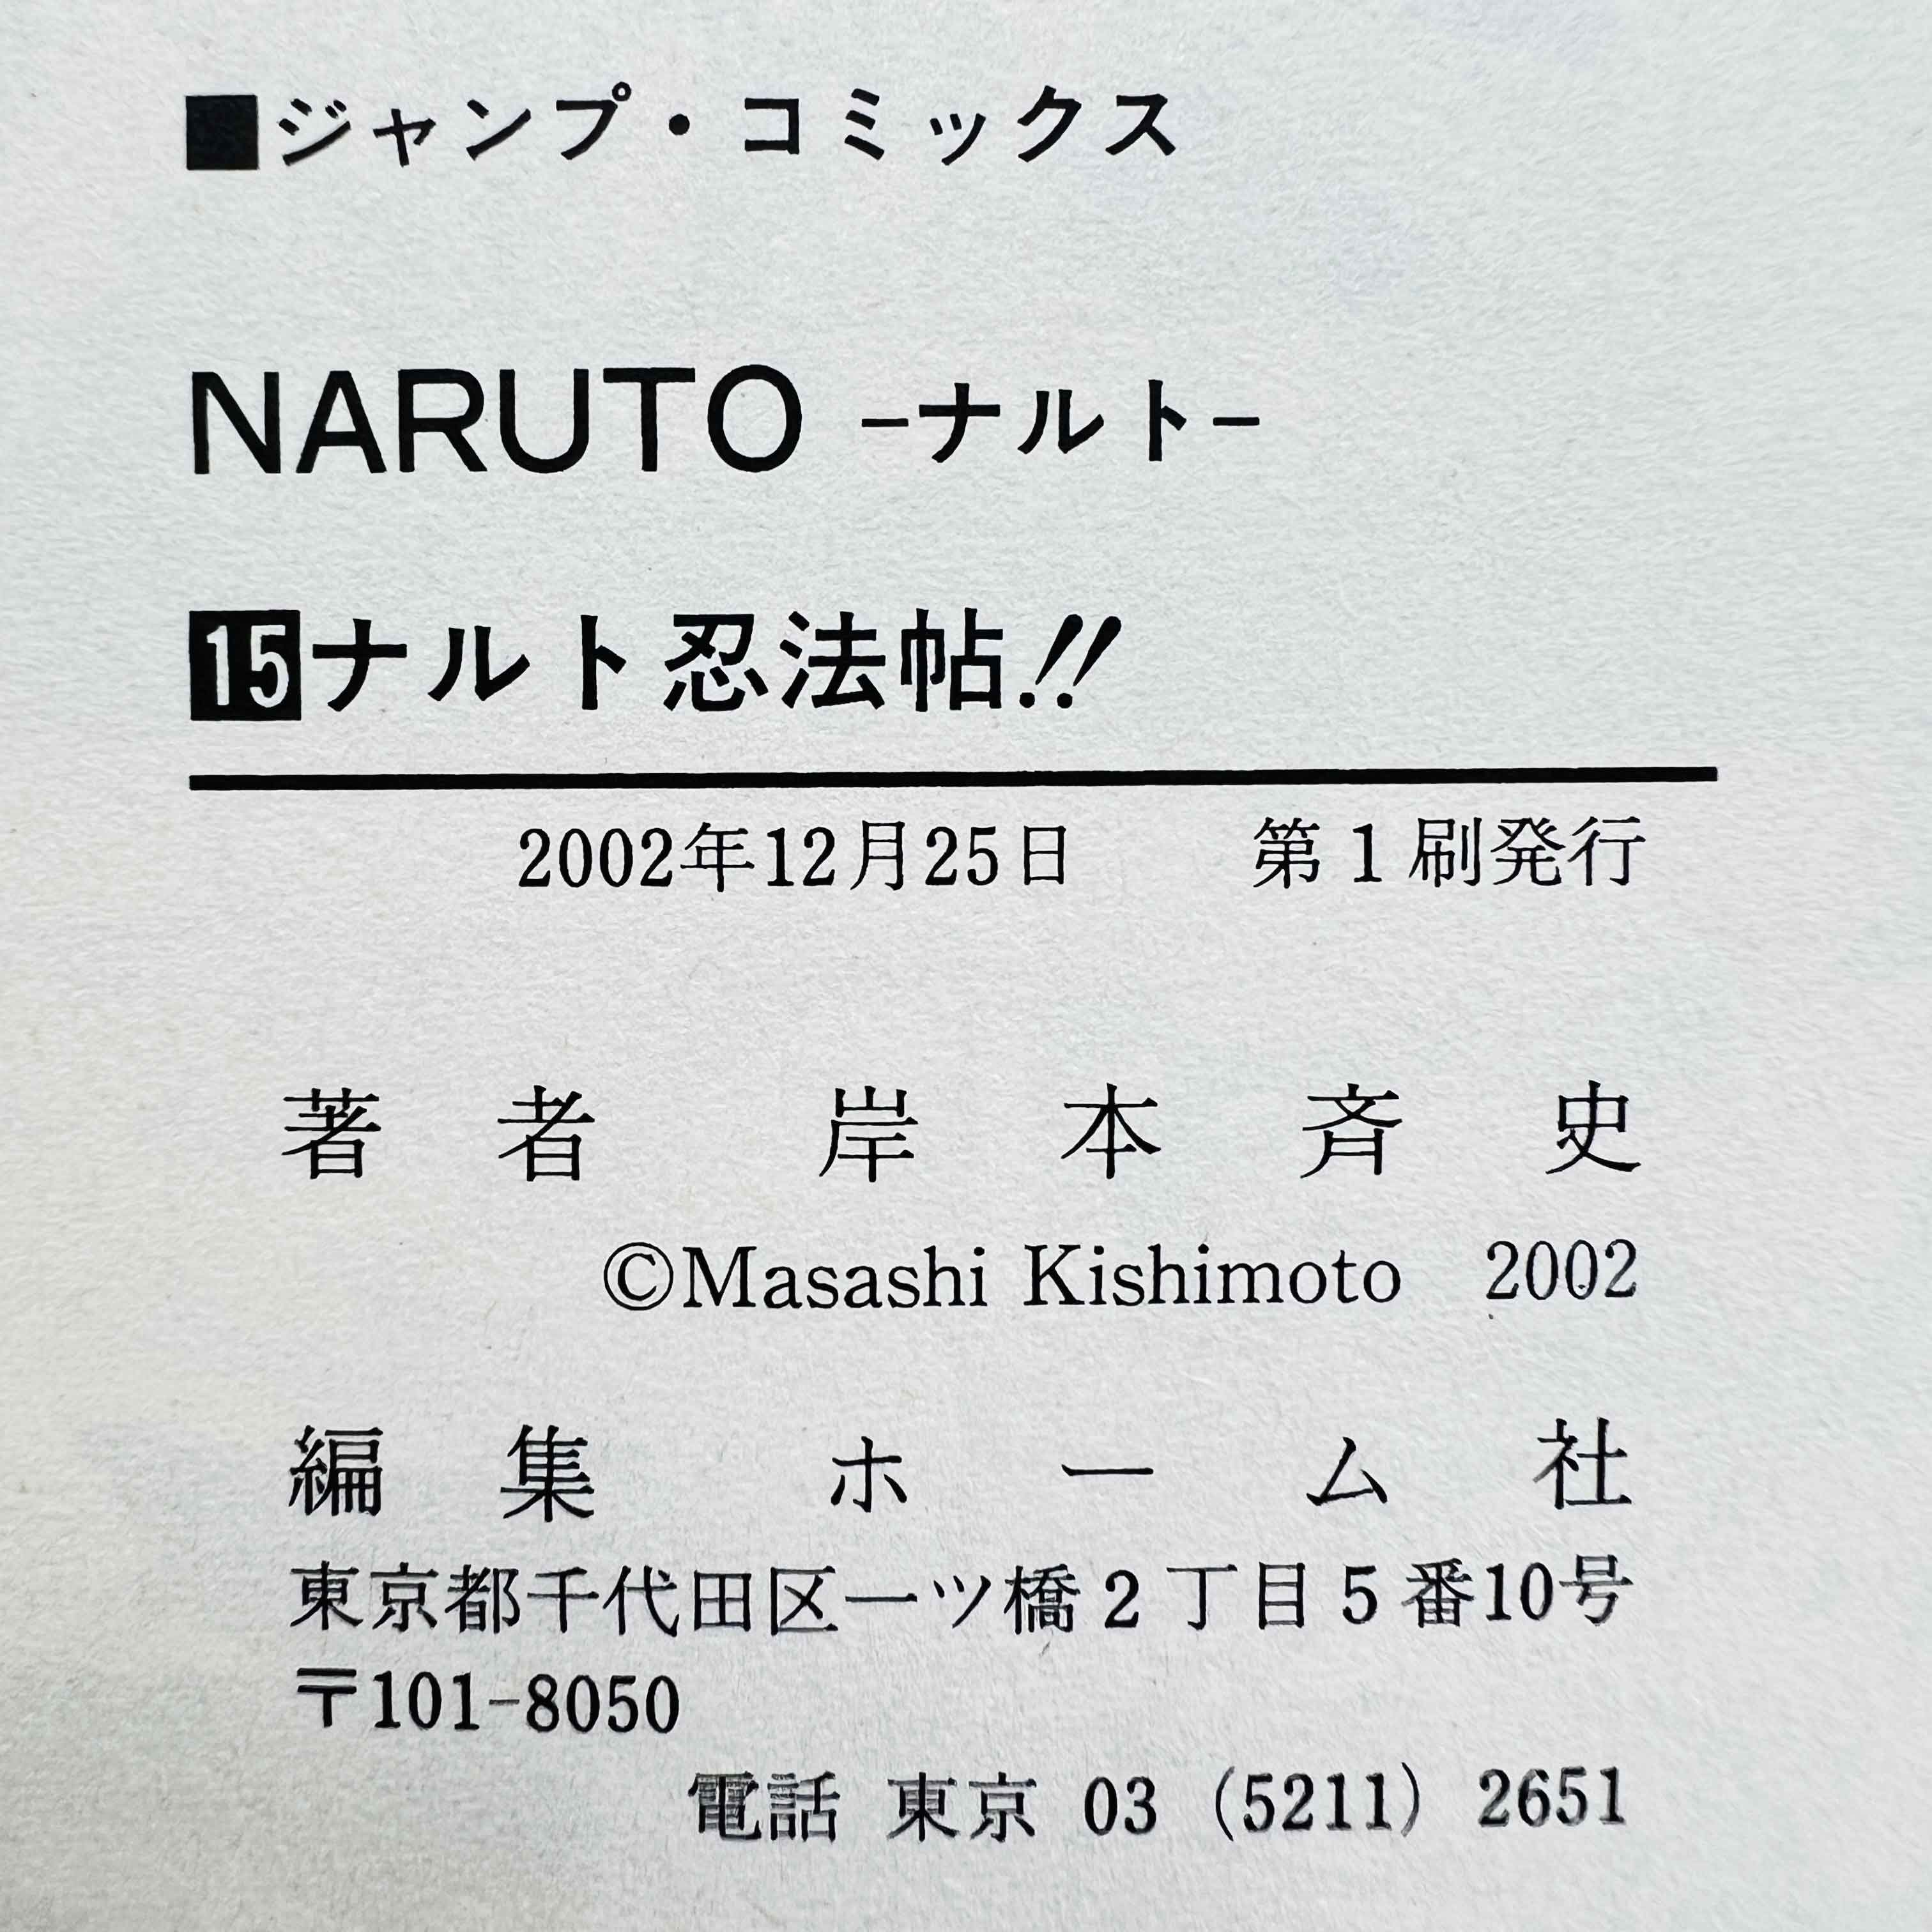 ■ジャンプ・コミックス
NARUTO -ナルト-
15ナルト忍法帖!!
2002年12月25日 第1刷発行
著者 岸本斉史
©Masashi Kishimoto 2002
編集 ホーム社
東京都千代田区一ツ橋2丁目5番10号
〒101-8050
電話 東京 03 (5211) 2651